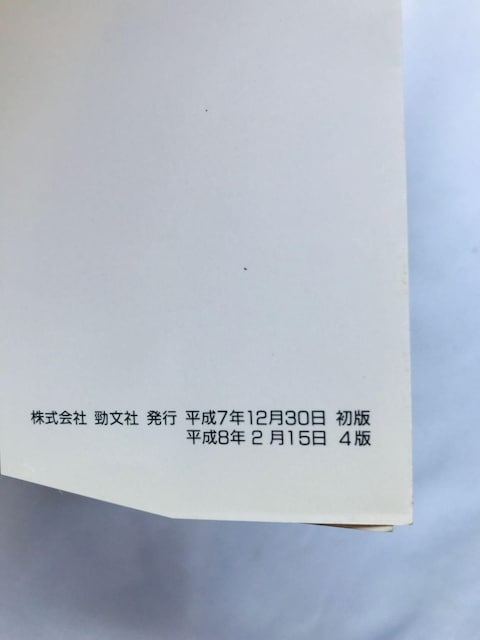 株式会社 勁文社 発行 平成7年12月30日 初版
平成8年2月15日 4版